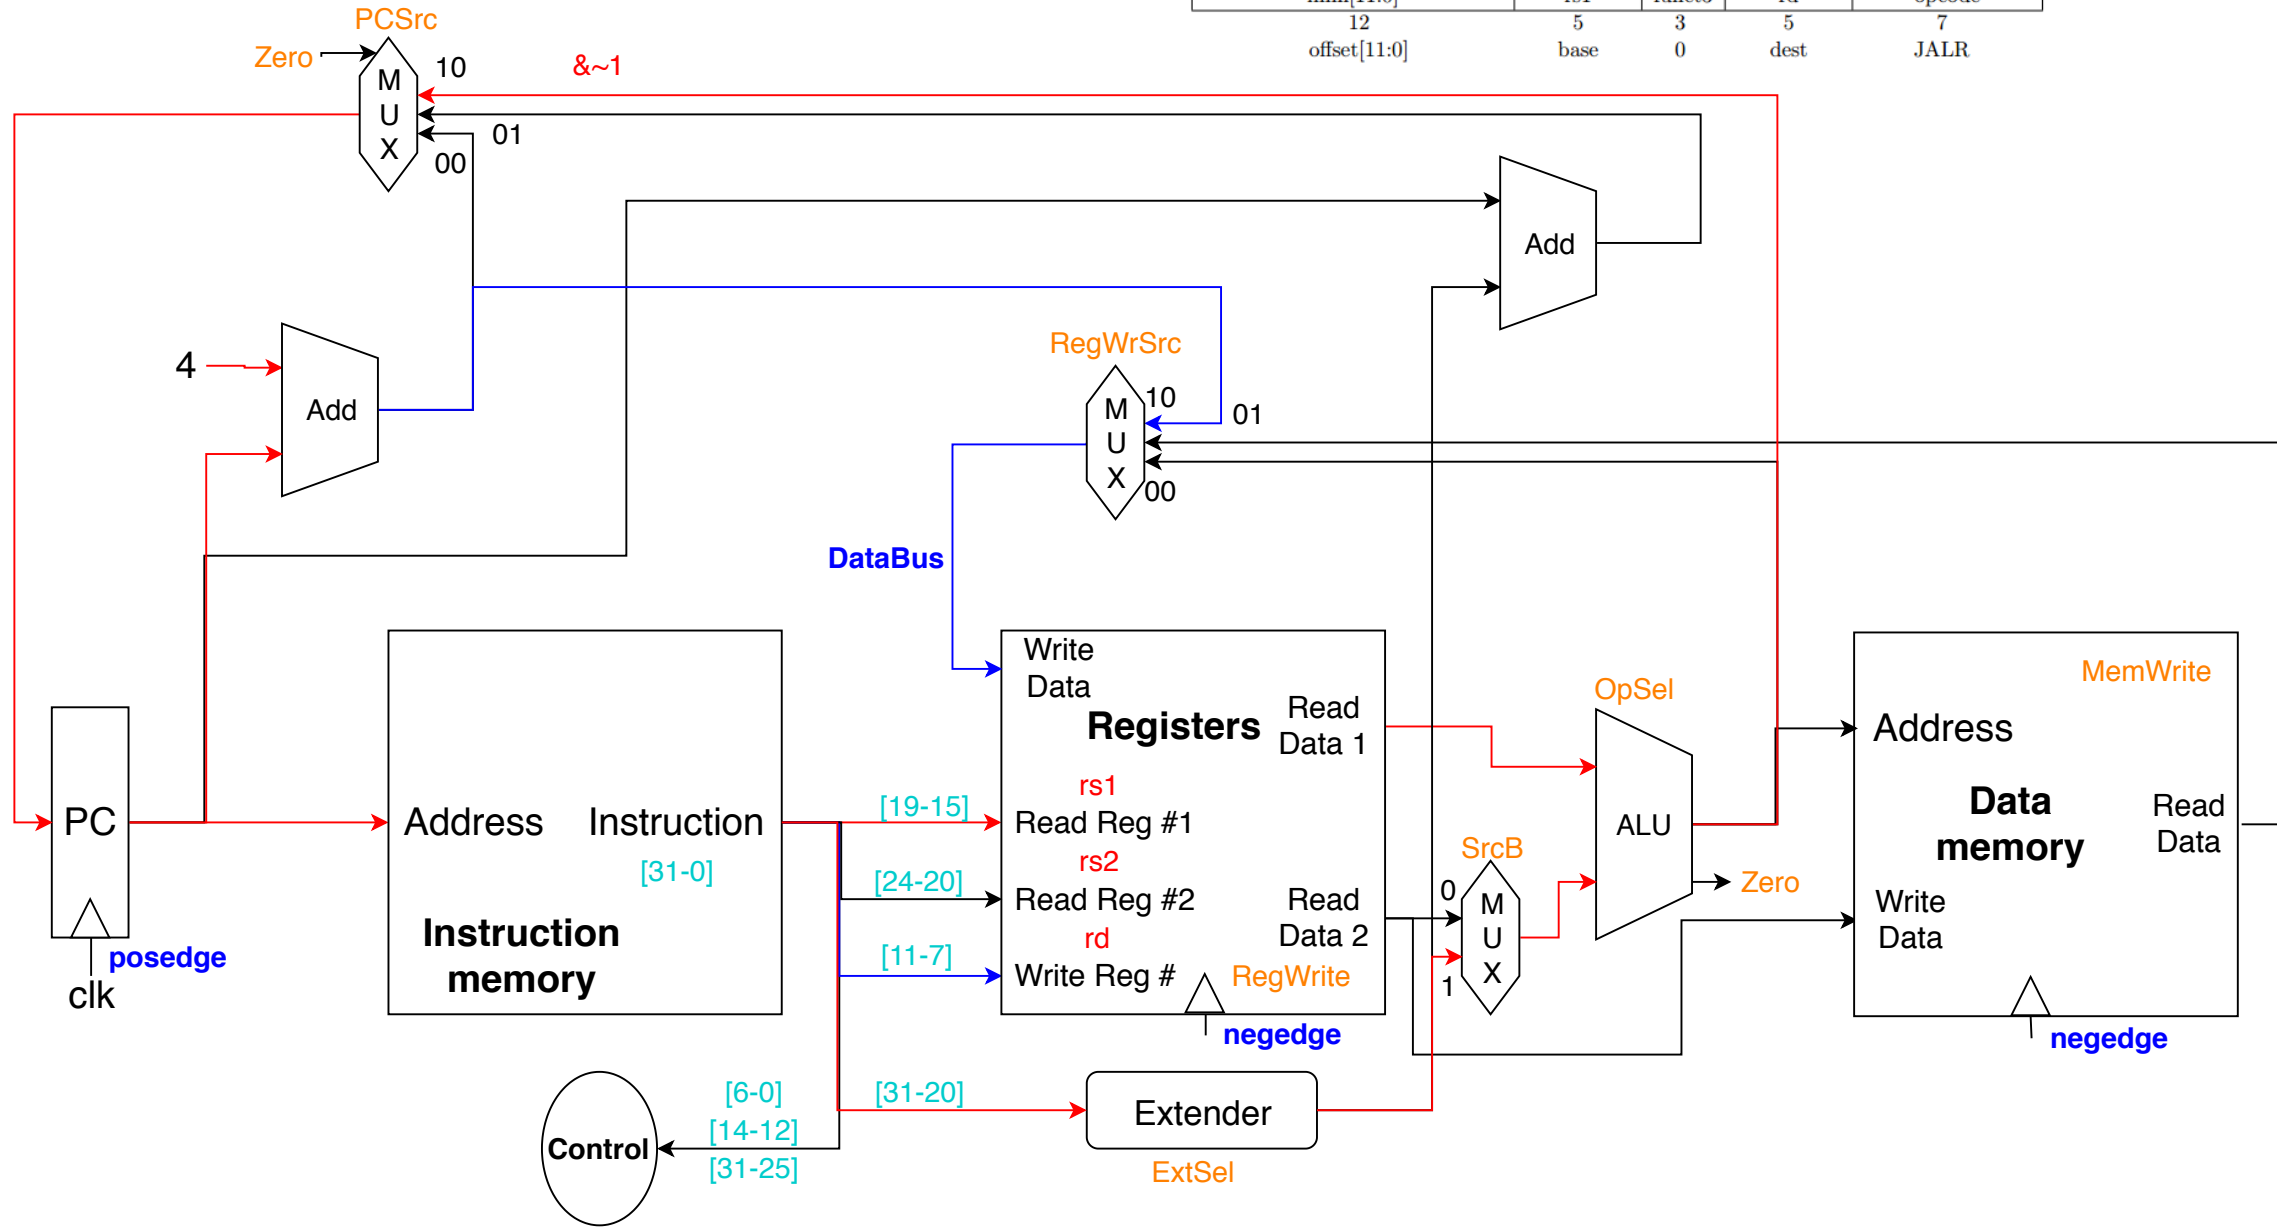 12 5 3 5 7
offset[11:0] base 0 dest JALR
PCSrc
Zero
M
U
X
10
01
00
&~1
Add
4
Add
RegWrSrc
M
U
X
10
01
00
DataBus
PC
posedge
clk
Address
Instruction
[31-0]
Instruction
memory
[19-15]
[24-20]
[11-7]
Write
Data
Registers
Read
Data 1
rs1
Read Reg #1
rs2
Read Reg #2
rd
Write Reg #
Read
Data 2
RegWrite
negedge
SrcB
0
1
M
U
X
OpSel
ALU
Zero
MemWrite
Address
Data
memory
Read
Data
Write
Data
negedge
Control
[6-0]
[14-12]
[31-25]
[31-20]
Extender
ExtSel